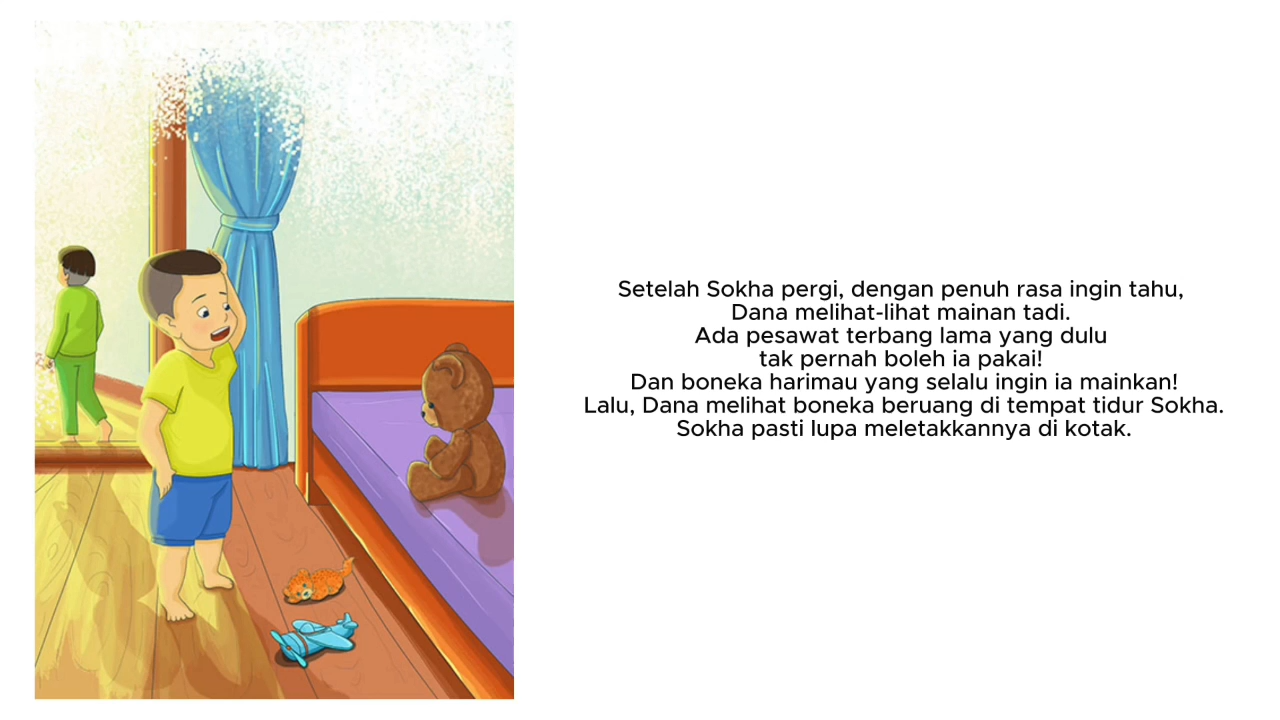 Setelah Sokha pergi, dengan penuh rasa ingin tahu,
Dana melihat-lihat mainan tadi.
Ada pesawat terbang lama yang dulu
tak pernah boleh ia pakai!
Dan boneka harimau yang selalu ingin ia mainkan!
Lalu, Dana melihat boneka beruang di tempat tidur Sokha.
Sokha pasti lupa meletakkannya di kotak.